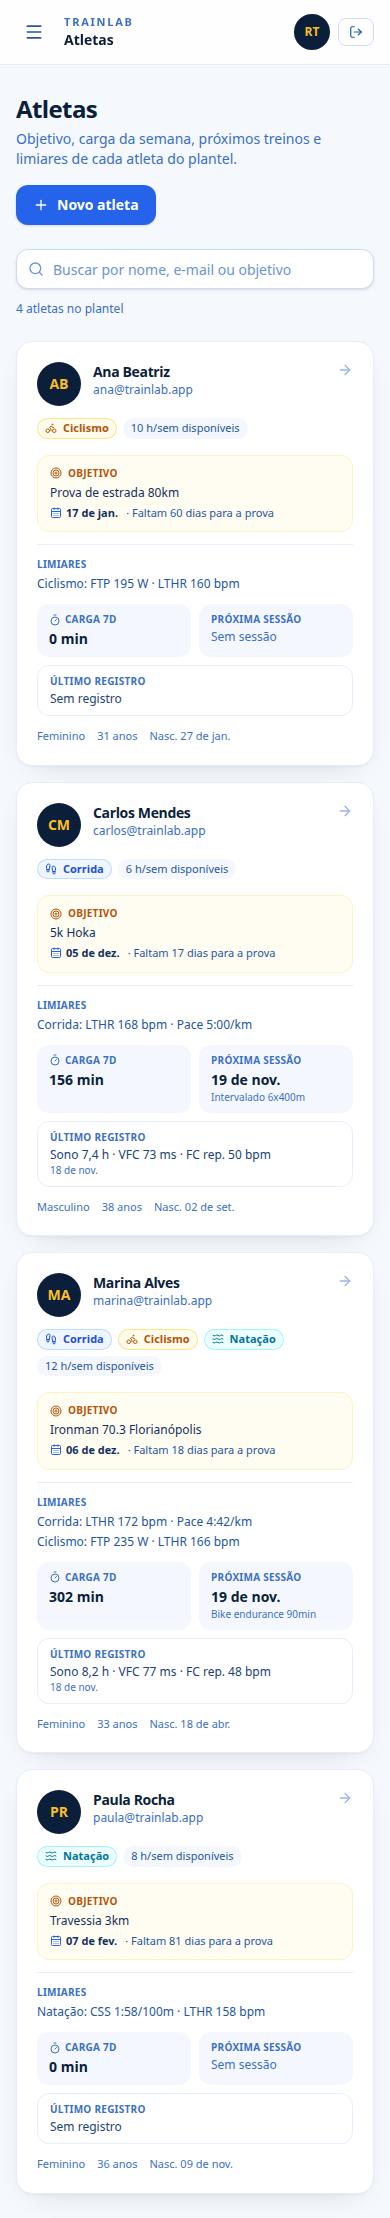 TRAINLAB
Atletas
RT
Atletas
Objetivo, carga da semana, próximos treinos e
limiares de cada atleta do plantel.
Novo atleta
Buscar por nome, e-mail ou objetivo
4 atletas no plantel
AB
Ana Beatriz
ana@trainlab.app
Ciclismo
10 h/sem disponíveis
OBJETIVO
Prova de estrada 80km
17 de jan. · Faltam 60 dias para a prova
LIMIARES
Ciclismo: FTP 195 W · LTHR 160 bpm
CARGA 7D
0 min
PRÓXIMA SESSÃO
Sem sessão
ÚLTIMO REGISTRO
Sem registro
Feminino 31 anos Nasc. 27 de jan.
CM
Carlos Mendes
carlos@trainlab.app
Corrida
6 h/sem disponíveis
OBJETIVO
5k Hoka
05 de dez. · Faltam 17 dias para a prova
LIMIARES
Corrida: LTHR 168 bpm · Pace 5:00/km
CARGA 7D
156 min
PRÓXIMA SESSÃO
19 de nov.
Intervalado 6x400m
ÚLTIMO REGISTRO
Sono 7,4 h · VFC 73 ms · FC rep. 50 bpm
18 de nov.
Masculino 38 anos Nasc. 02 de set.
MA
Marina Alves
marina@trainlab.app
Corrida
Ciclismo
Natação
12 h/sem disponíveis
OBJETIVO
Ironman 70.3 Florianópolis
06 de dez. · Faltam 18 dias para a prova
LIMIARES
Corrida: LTHR 172 bpm · Pace 4:42/km
Ciclismo: FTP 235 W · LTHR 166 bpm
CARGA 7D
302 min
PRÓXIMA SESSÃO
19 de nov.
Bike endurance 90min
ÚLTIMO REGISTRO
Sono 8,2 h · VFC 77 ms · FC rep. 48 bpm
18 de nov.
Feminino 33 anos Nasc. 18 de abr.
PR
Paula Rocha
paula@trainlab.app
Natação
8 h/sem disponíveis
OBJETIVO
Travessia 3km
07 de fev. · Faltam 81 dias para a prova
LIMIARES
Natação: CSS 1:58/100m · LTHR 158 bpm
CARGA 7D
0 min
PRÓXIMA SESSÃO
Sem sessão
ÚLTIMO REGISTRO
Sem registro
Feminino 36 anos Nasc. 09 de nov.